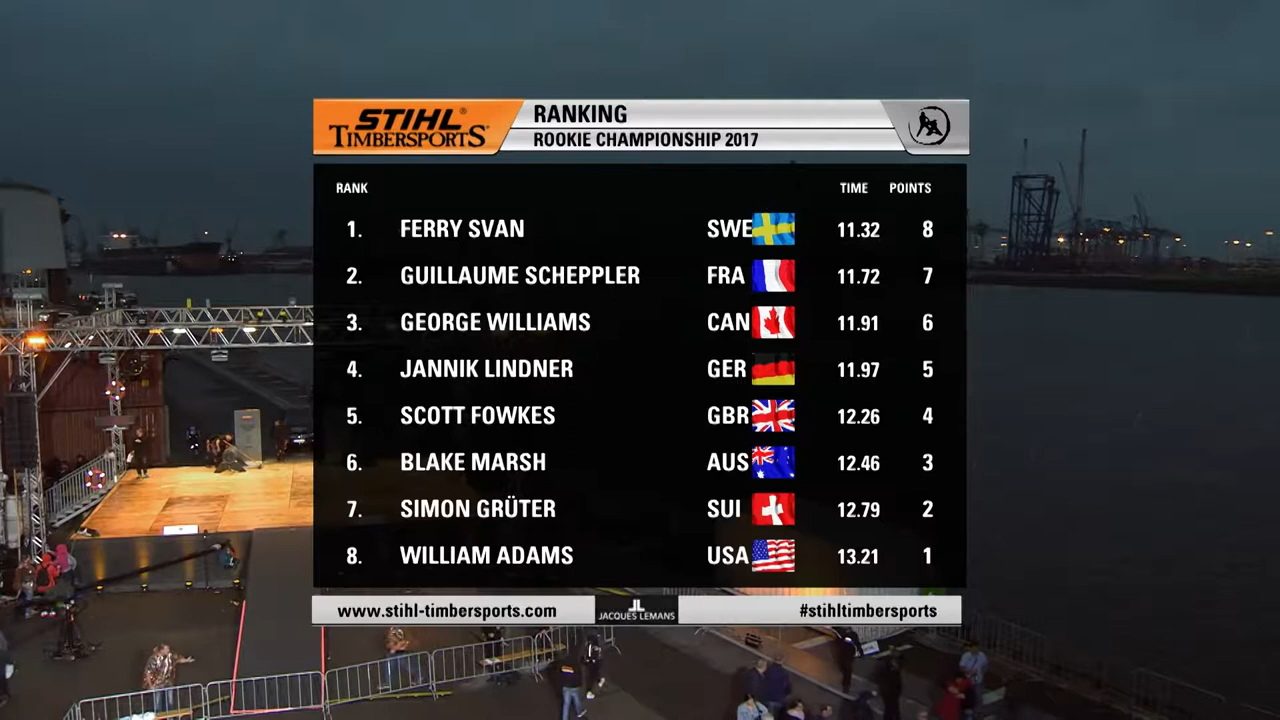 STIHL®
TIMBERSPORTS®
RANKING
ROOKIE CHAMPIONSHIP 2017
RANK TIME POINTS
1. FERRY SVAN SWE 11.32 8
2. GUILLAUME SCHEPPLER FRA 11.72 7
3. GEORGE WILLIAMS CAN 11.91 6
4. JANNIK LINDNER GER 11.97 5
5. SCOTT FOWKES GBR 12.26 4
6. BLAKE MARSH AUS 12.46 3
7. SIMON GRÜTER SUI 12.79 2
8. WILLIAM ADAMS USA 13.21 1
www.stihl-timbersports.com JACQUES LEMANS #stihltimbersports